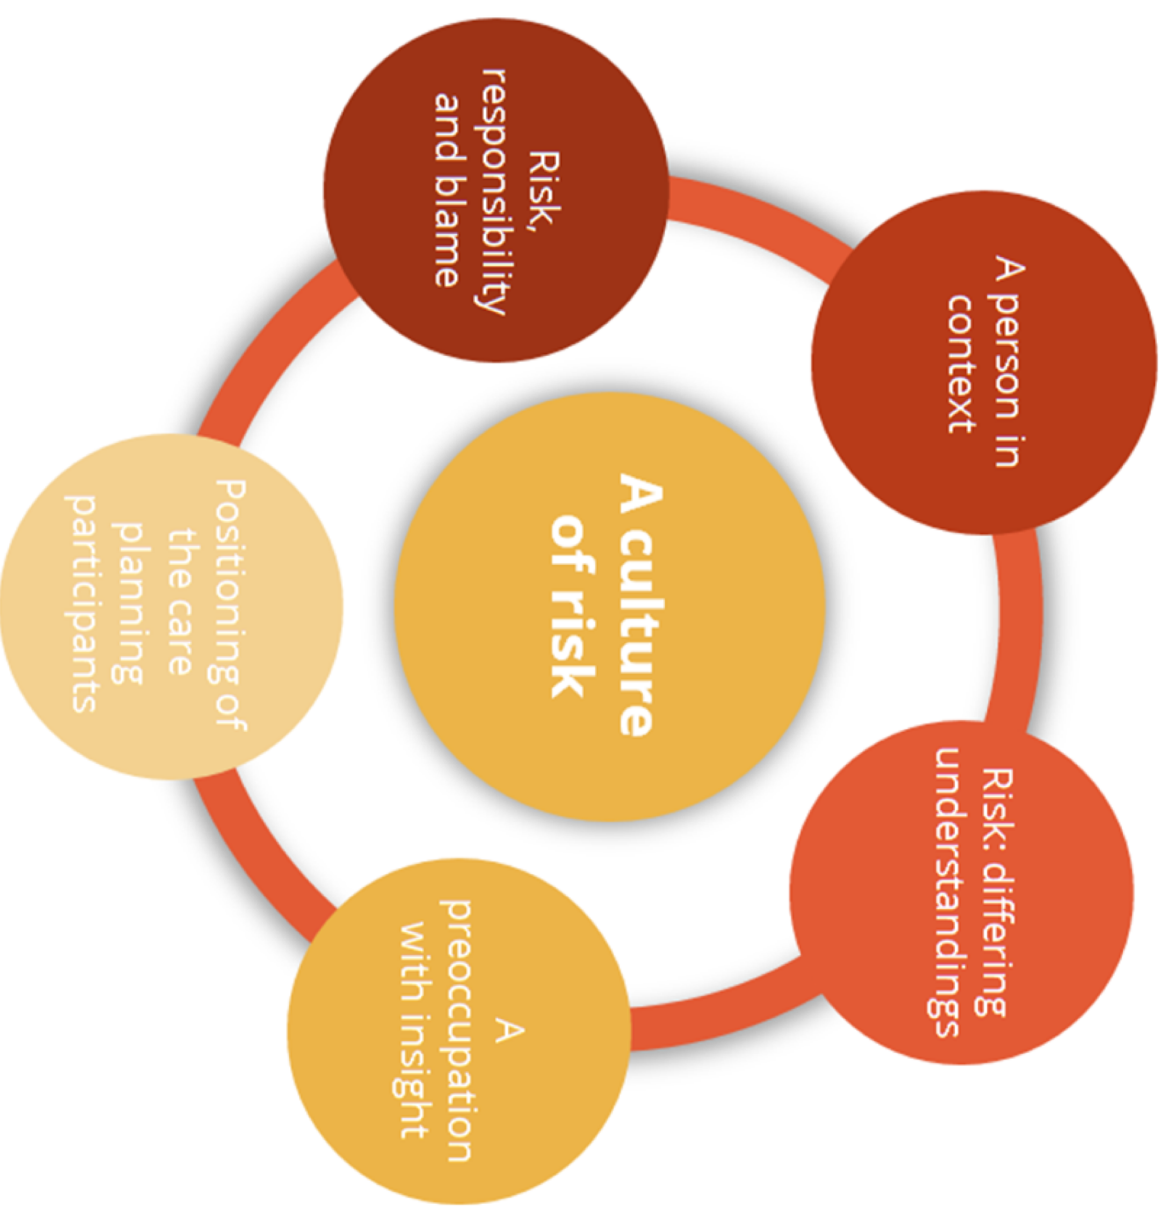 A culture
of risk
A person in
context
Risk: differing
understandings
A
preoccupation
with insight
Positioning of
the care
planning
participants
Risk,
responsibility
and blame